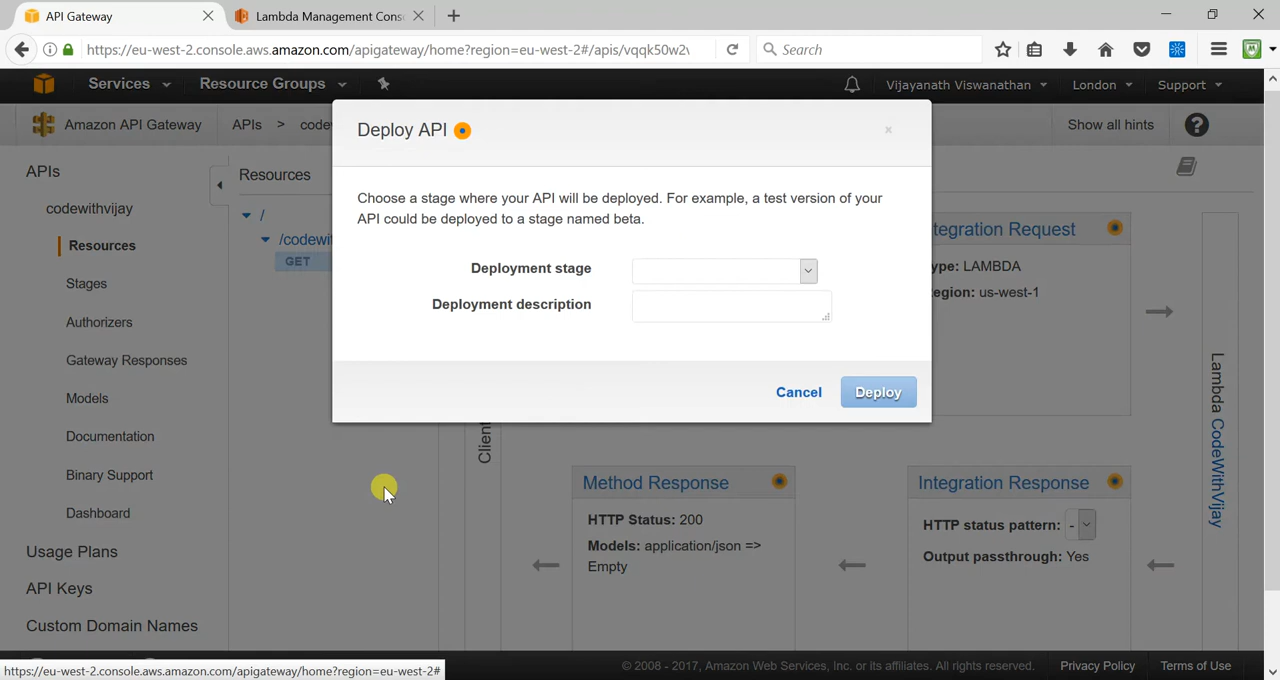 API Gateway
Lambda Management Cons
https://eu-west-2.console.aws.amazon.com/apigateway/home?region=eu-west-2#/apis/vqqk50w2v
Search
Services
Resource Groups
Vijayanath Viswanathan
London
Support
Amazon API Gateway
APIs > codew
Show all hints
?
Deploy API
×
APIs
codewithvijay
Resources
Stages
Authorizers
Gateway Responses
Models
Documentation
Binary Support
Dashboard
Usage Plans
API Keys
Custom Domain Names
Resources
/
/codewit
GET
Choose a stage where your API will be deployed. For example, a test version of your
API could be deployed to a stage named beta.
Deployment stage
Deployment description
Cancel
Deploy
tegration Request
ype: LAMBDA
egion: us-west-1
Client
Lambda CodeWithVijay
Method Response
HTTP Status: 200
Models: application/json =>
Empty
Integration Response
HTTP status pattern: -
Output passthrough: Yes
https://eu-west-2.console.aws.amazon.com/apigateway/home?region=eu-west-2#
© 2008 - 2017, Amazon Web Services, Inc. or its affiliates. All rights reserved.
Privacy Policy
Terms of Use